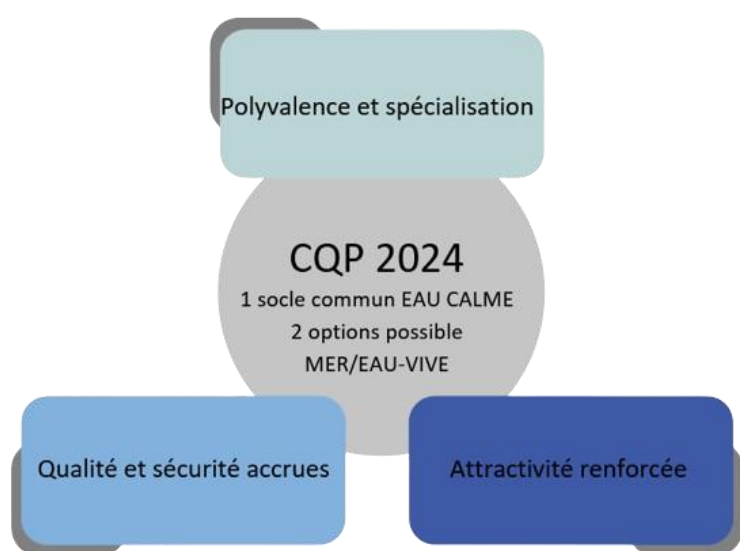 Polyvalence et spécialisation
CQP 2024
1 socle commun EAU CALME
2 options possible
MER/EAU-VIVE
Qualité et sécurité accrues
Attractivité renforcée